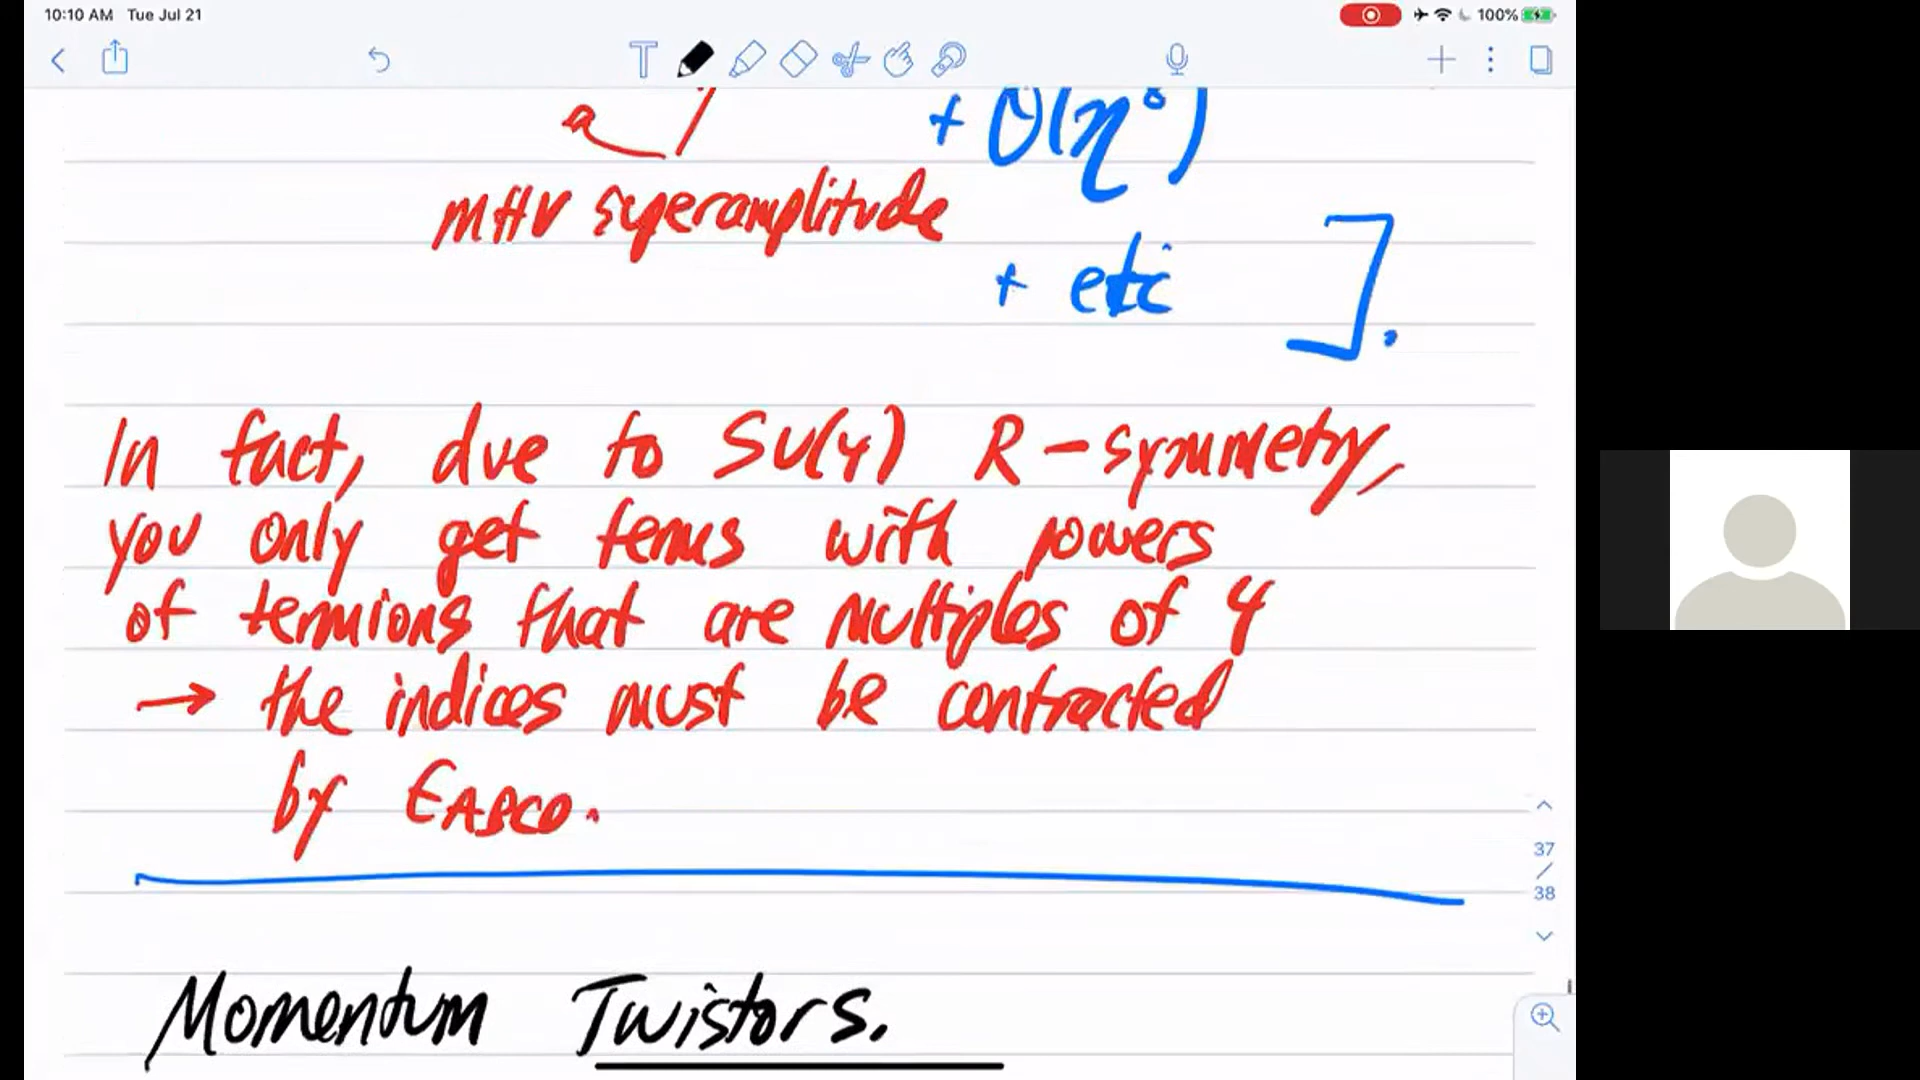 10:10 AM Tue Jul 21
100%
+ O(η⁸)
MHV superamplitude
+ etc ].
In fact, due to SU(4) R-symmetry,
you only get terms with powers
of fermions that are multiples of 4
→ the indices must be contracted
by ϵABCD.
37
/
38
Momentum Twistors.